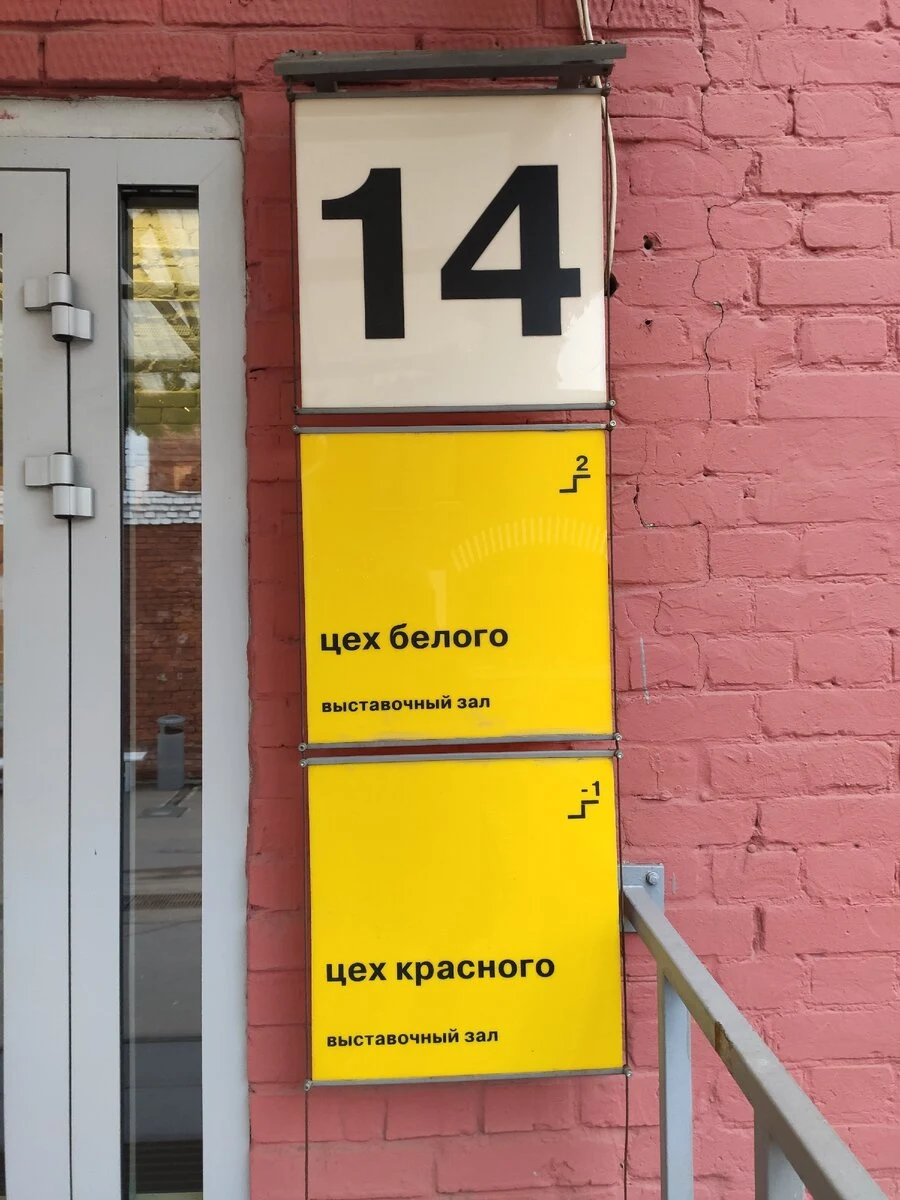 14
2
цех белого
выставочный зал
-1
цех красного
выставочный зал